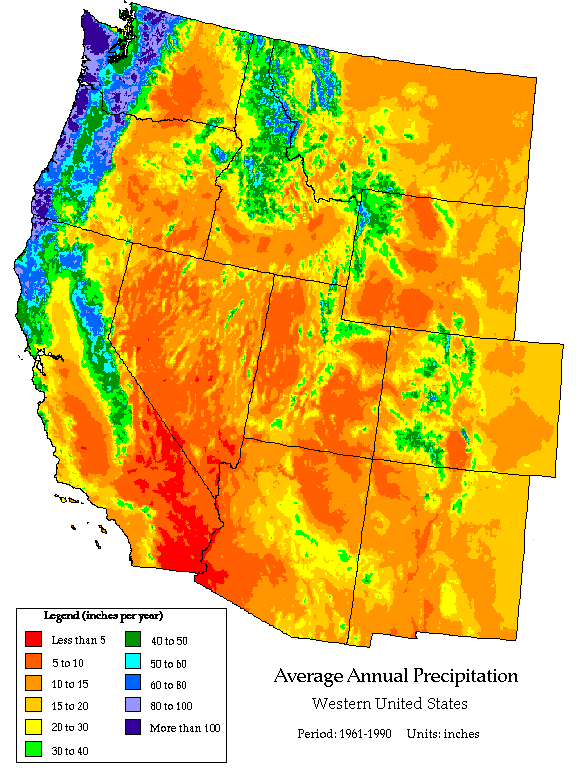 Legend (inches per year)
Less than 5
5 to 10
10 to 15
15 to 20
20 to 30
30 to 40
40 to 50
50 to 60
60 to 80
80 to 100
More than 100
Average Annual Precipitation
Western United States
Period: 1961-1990 Units: inches